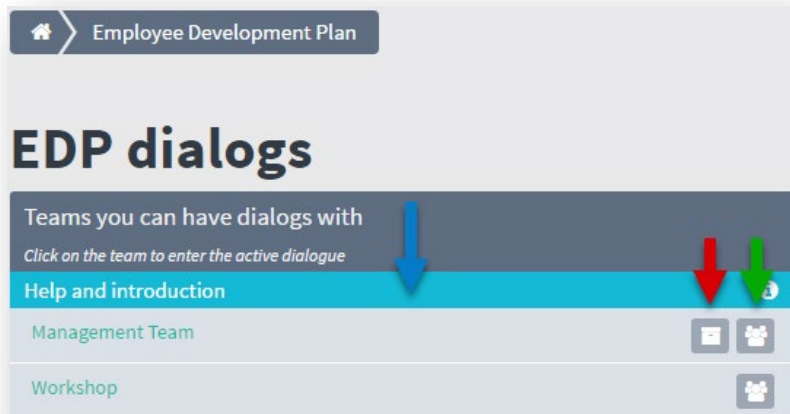 Employee Development Plan
EDP dialogs
Teams you can have dialogs with
Click on the team to enter the active dialogue
Help and introduction
Management Team
Workshop